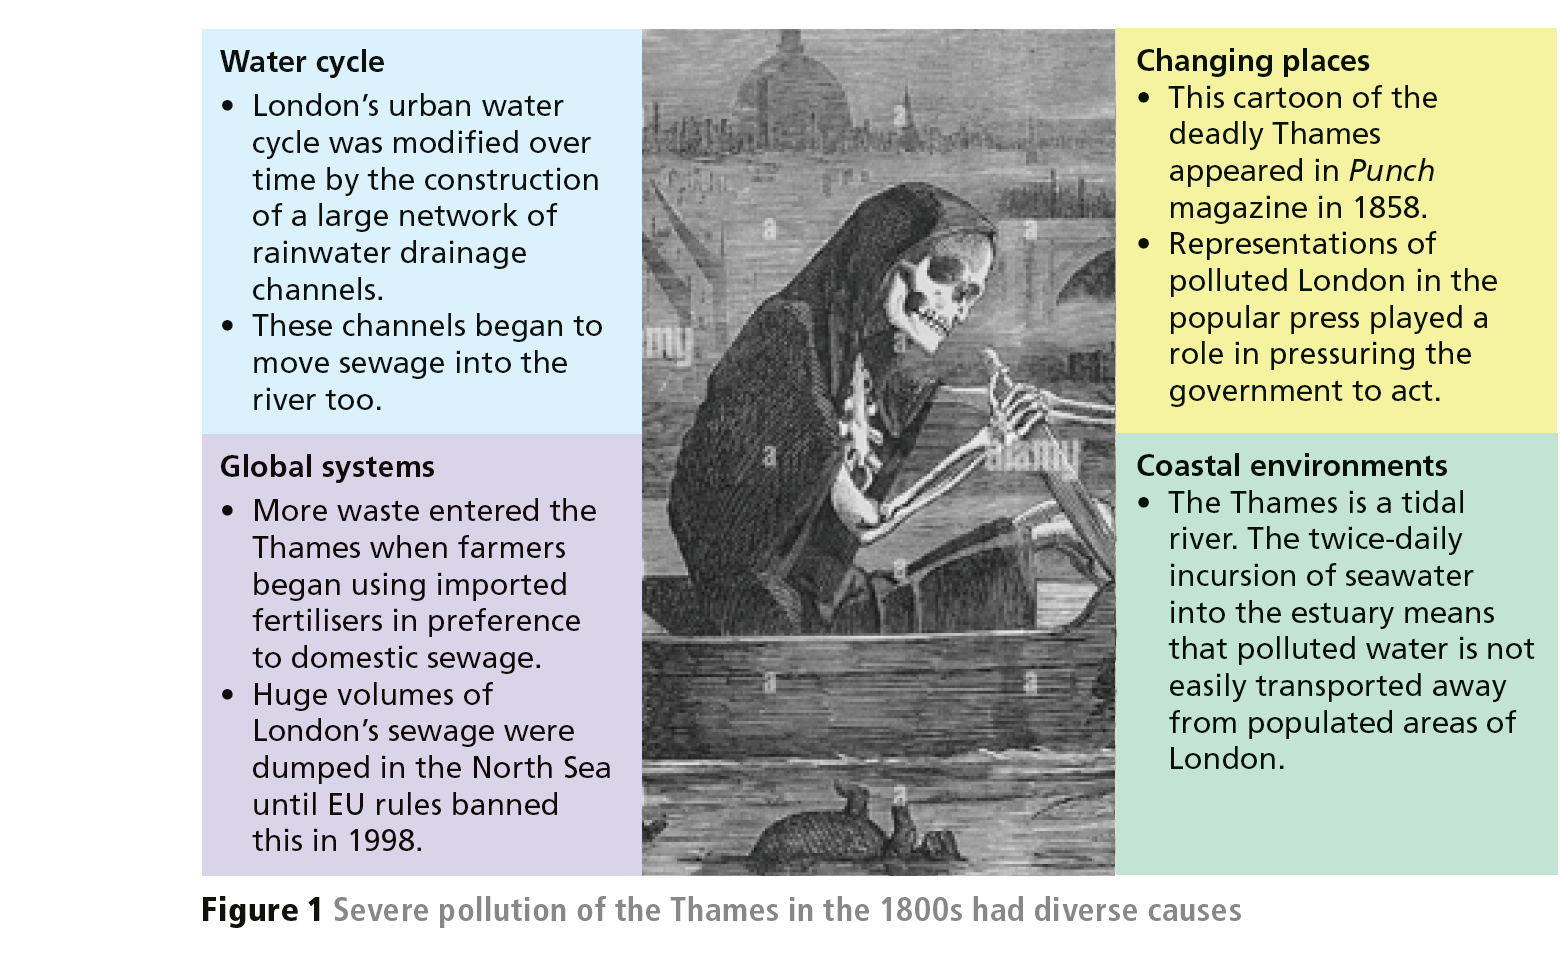 Water cycle
• London’s urban water
cycle was modified over
time by the construction
of a large network of
rainwater drainage
channels.
• These channels began to
move sewage into the
river too.
Global systems
• More waste entered the
Thames when farmers
began using imported
fertilisers in preference
to domestic sewage.
• Huge volumes of
London’s sewage were
dumped in the North Sea
until EU rules banned
this in 1998.
a
a
a
amy
a
a
alamy
a
a
a
a
Changing places
• This cartoon of the
deadly Thames
appeared in Punch
magazine in 1858.
• Representations of
polluted London in the
popular press played a
role in pressuring the
government to act.
Coastal environments
• The Thames is a tidal
river. The twice-daily
incursion of seawater
into the estuary means
that polluted water is not
easily transported away
from populated areas of
London.
Figure 1 Severe pollution of the Thames in the 1800s had diverse causes